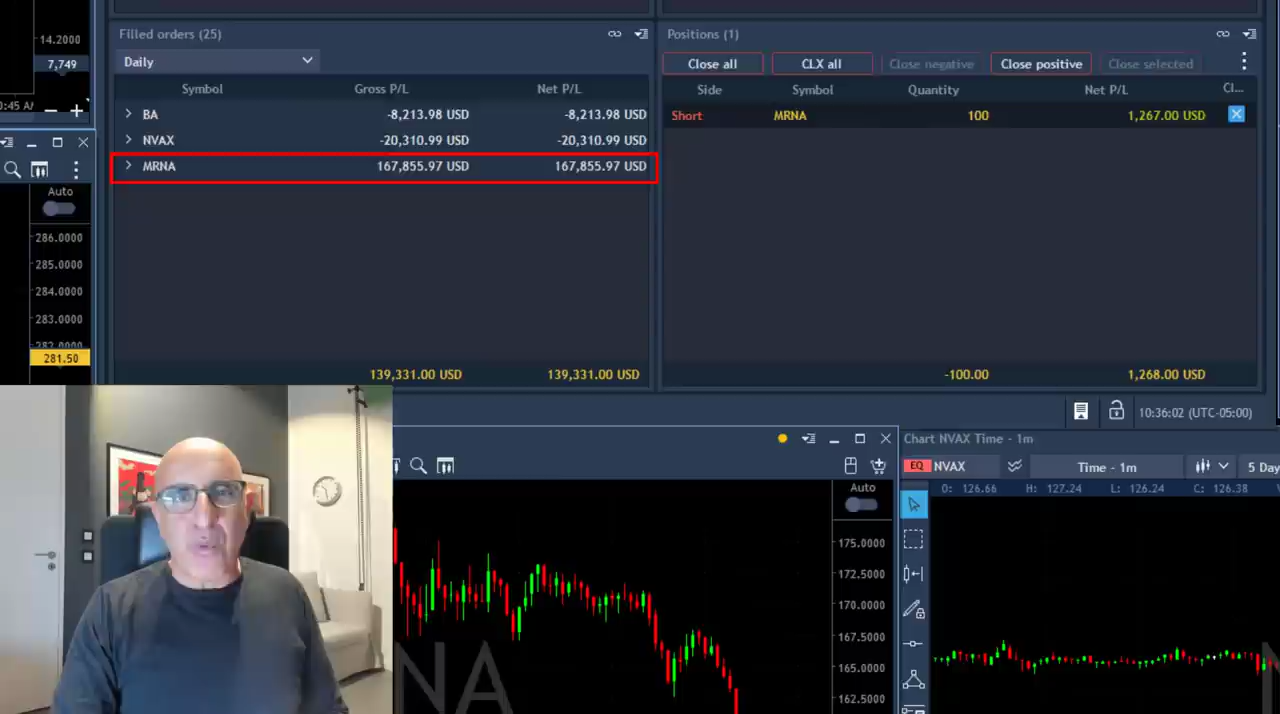 14.2000
7,749
0:45 A
Filled orders (25)
Daily
Symbol Gross P/L Net P/L
BA -8,213.98 USD -8,213.98 USD
NVAX -20,310.99 USD -20,310.99 USD
MRNA 167,855.97 USD 167,855.97 USD
139,331.00 USD 139,331.00 USD
Positions (1)
Close all CLX all Close negative Close positive Close selected
Side Symbol Quantity Net P/L Cl...
Short MRNA 100 1,267.00 USD
-100.00 1,268.00 USD
Auto
286.0000
285.0000
284.0000
283.0000
282.0000
281.50
10:36:02 (UTC-05:00)
Auto
175.0000
172.5000
170.0000
167.5000
165.0000
162.5000
NA
Chart NVAX Time - 1m
EQ NVAX Time - 1m 5 Day
O: 126.66 H: 127.24 L: 126.24 C: 126.38